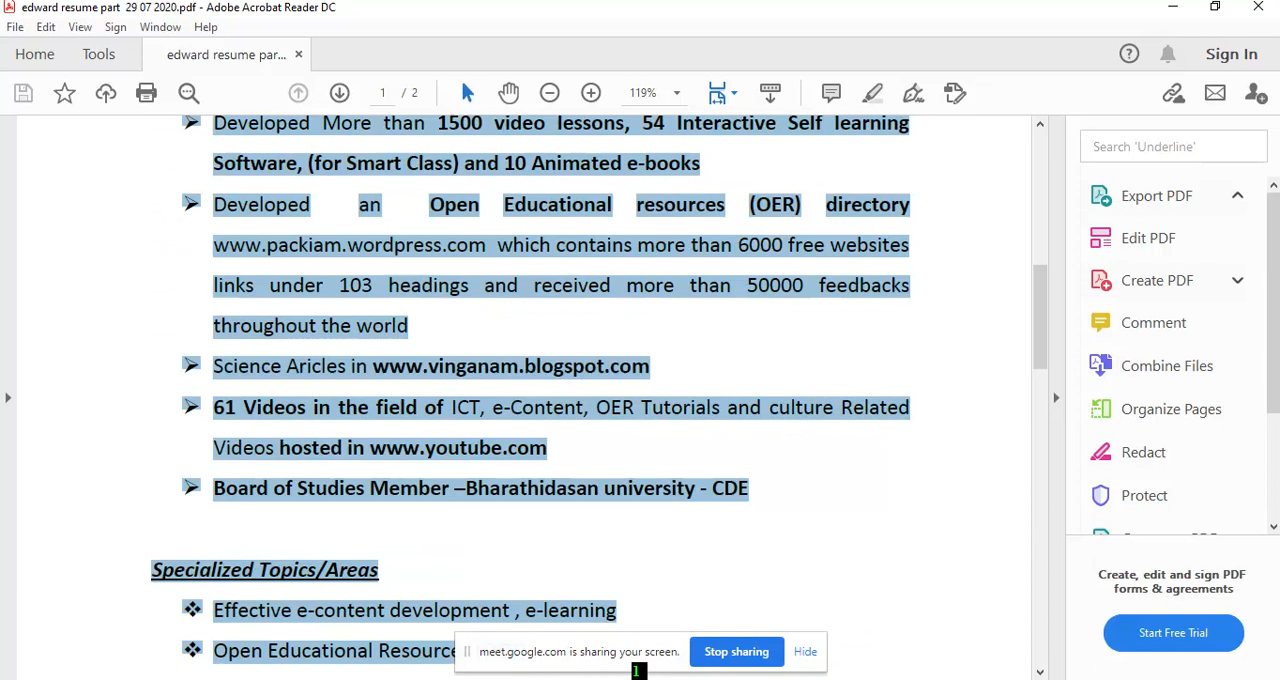 edward resume part  29 07 2020.pdf - Adobe Acrobat Reader DC
File Edit View Sign Window Help
Home Tools edward resume par... × Sign In
1 / 2 119%
Developed More than 1500 video lessons, 54 Interactive Self learning
Software, (for Smart Class) and 10 Animated e-books
Developed an Open Educational resources (OER) directory
www.packiam.wordpress.com which contains more than 6000 free websites
links under 103 headings and received more than 50000 feedbacks
throughout the world
Science Aricles in www.vinganam.blogspot.com
61 Videos in the field of ICT, e-Content, OER Tutorials and culture Related
Videos hosted in www.youtube.com
Board of Studies Member –Bharathidasan university - CDE
Specialized Topics/Areas
Effective e-content development , e-learning
Open Educational Resource
meet.google.com is sharing your screen. Stop sharing Hide
1
Search 'Underline'
Export PDF
Edit PDF
Create PDF
Comment
Combine Files
Organize Pages
Redact
Protect
Create, edit and sign PDF
forms & agreements
Start Free Trial